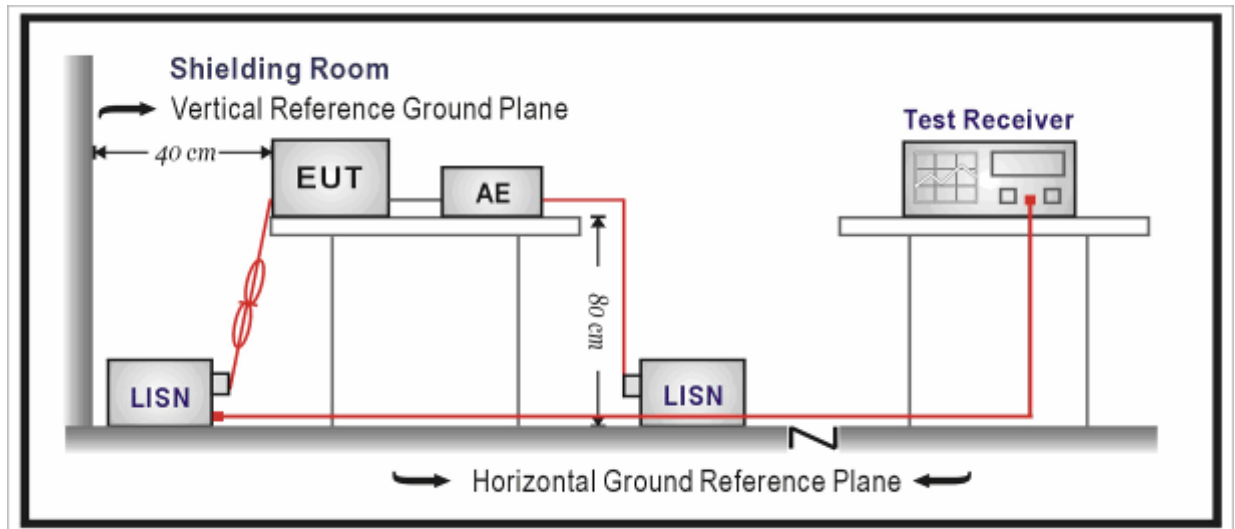 Shielding Room
Vertical Reference Ground Plane
40 cm
Test Receiver
EUT
AE
80 cm
LISN
LISN
Horizontal Ground Reference Plane